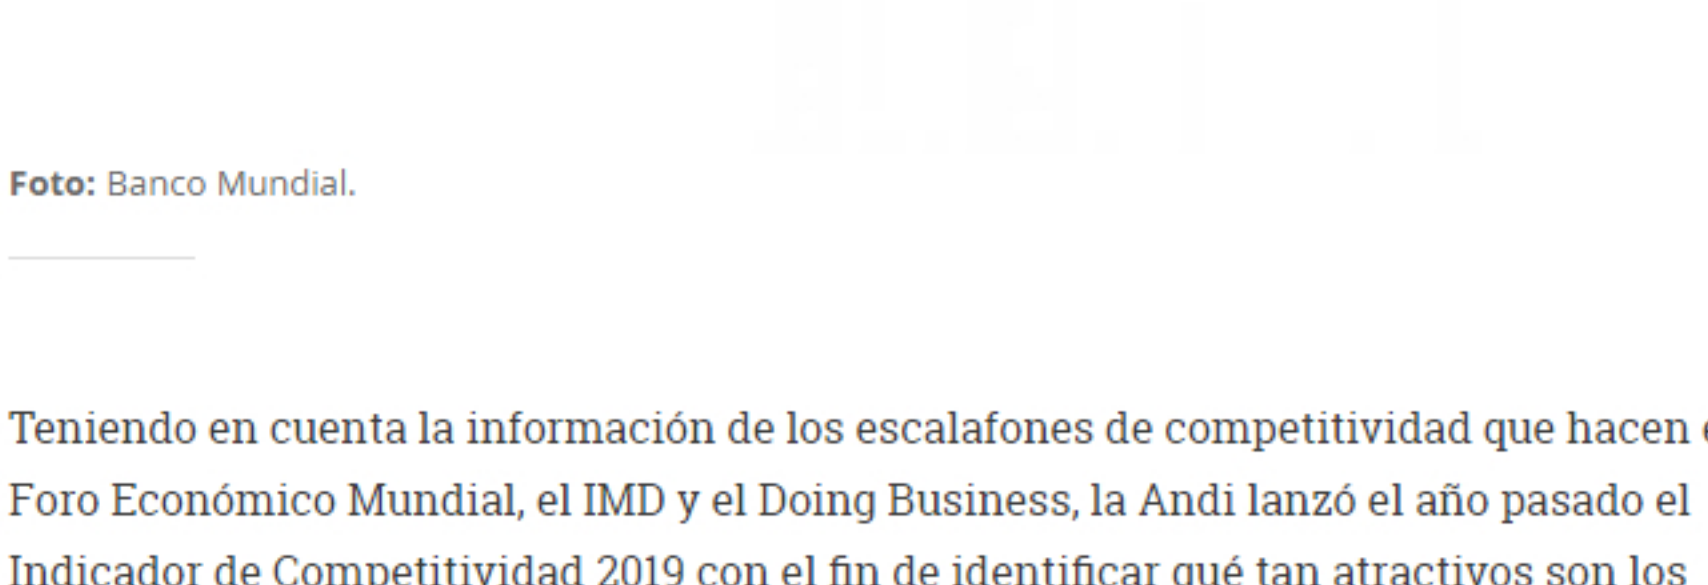 Foto: Banco Mundial.
Teniendo en cuenta la información de los escalafones de competitividad que hacen e
Foro Económico Mundial, el IMD y el Doing Business, la Andi lanzó el año pasado el
Indicador de Competitividad 2019 con el fin de identificar qué tan atractivos son los